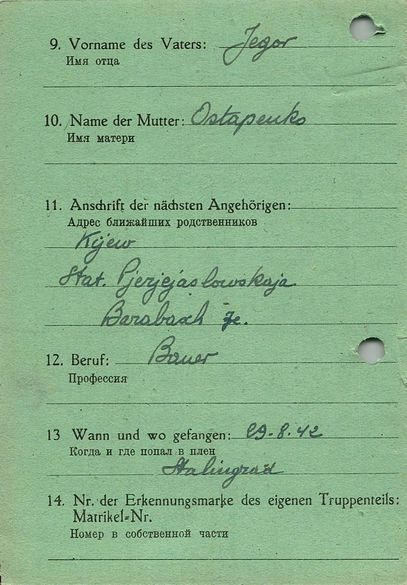 9. Vorname des Vaters: Jegor
Имя отца
10. Name der Mutter: Ostapenko
Имя матери
11. Anschrift der nächsten Angehörigen:
Адрес ближайших родственников
Kijew
Stat. Pjerjejaslowskaja
Barabasch Je.
12. Beruf: Bauer
Профессия
13 Wann und wo gefangen: 29.8.42
Когда и где попал в плен
Stalingrad
14. Nr. der Erkennungsmarke des eigenen Truppenteils:
Matrikel-Nr.
Номер в собственной части